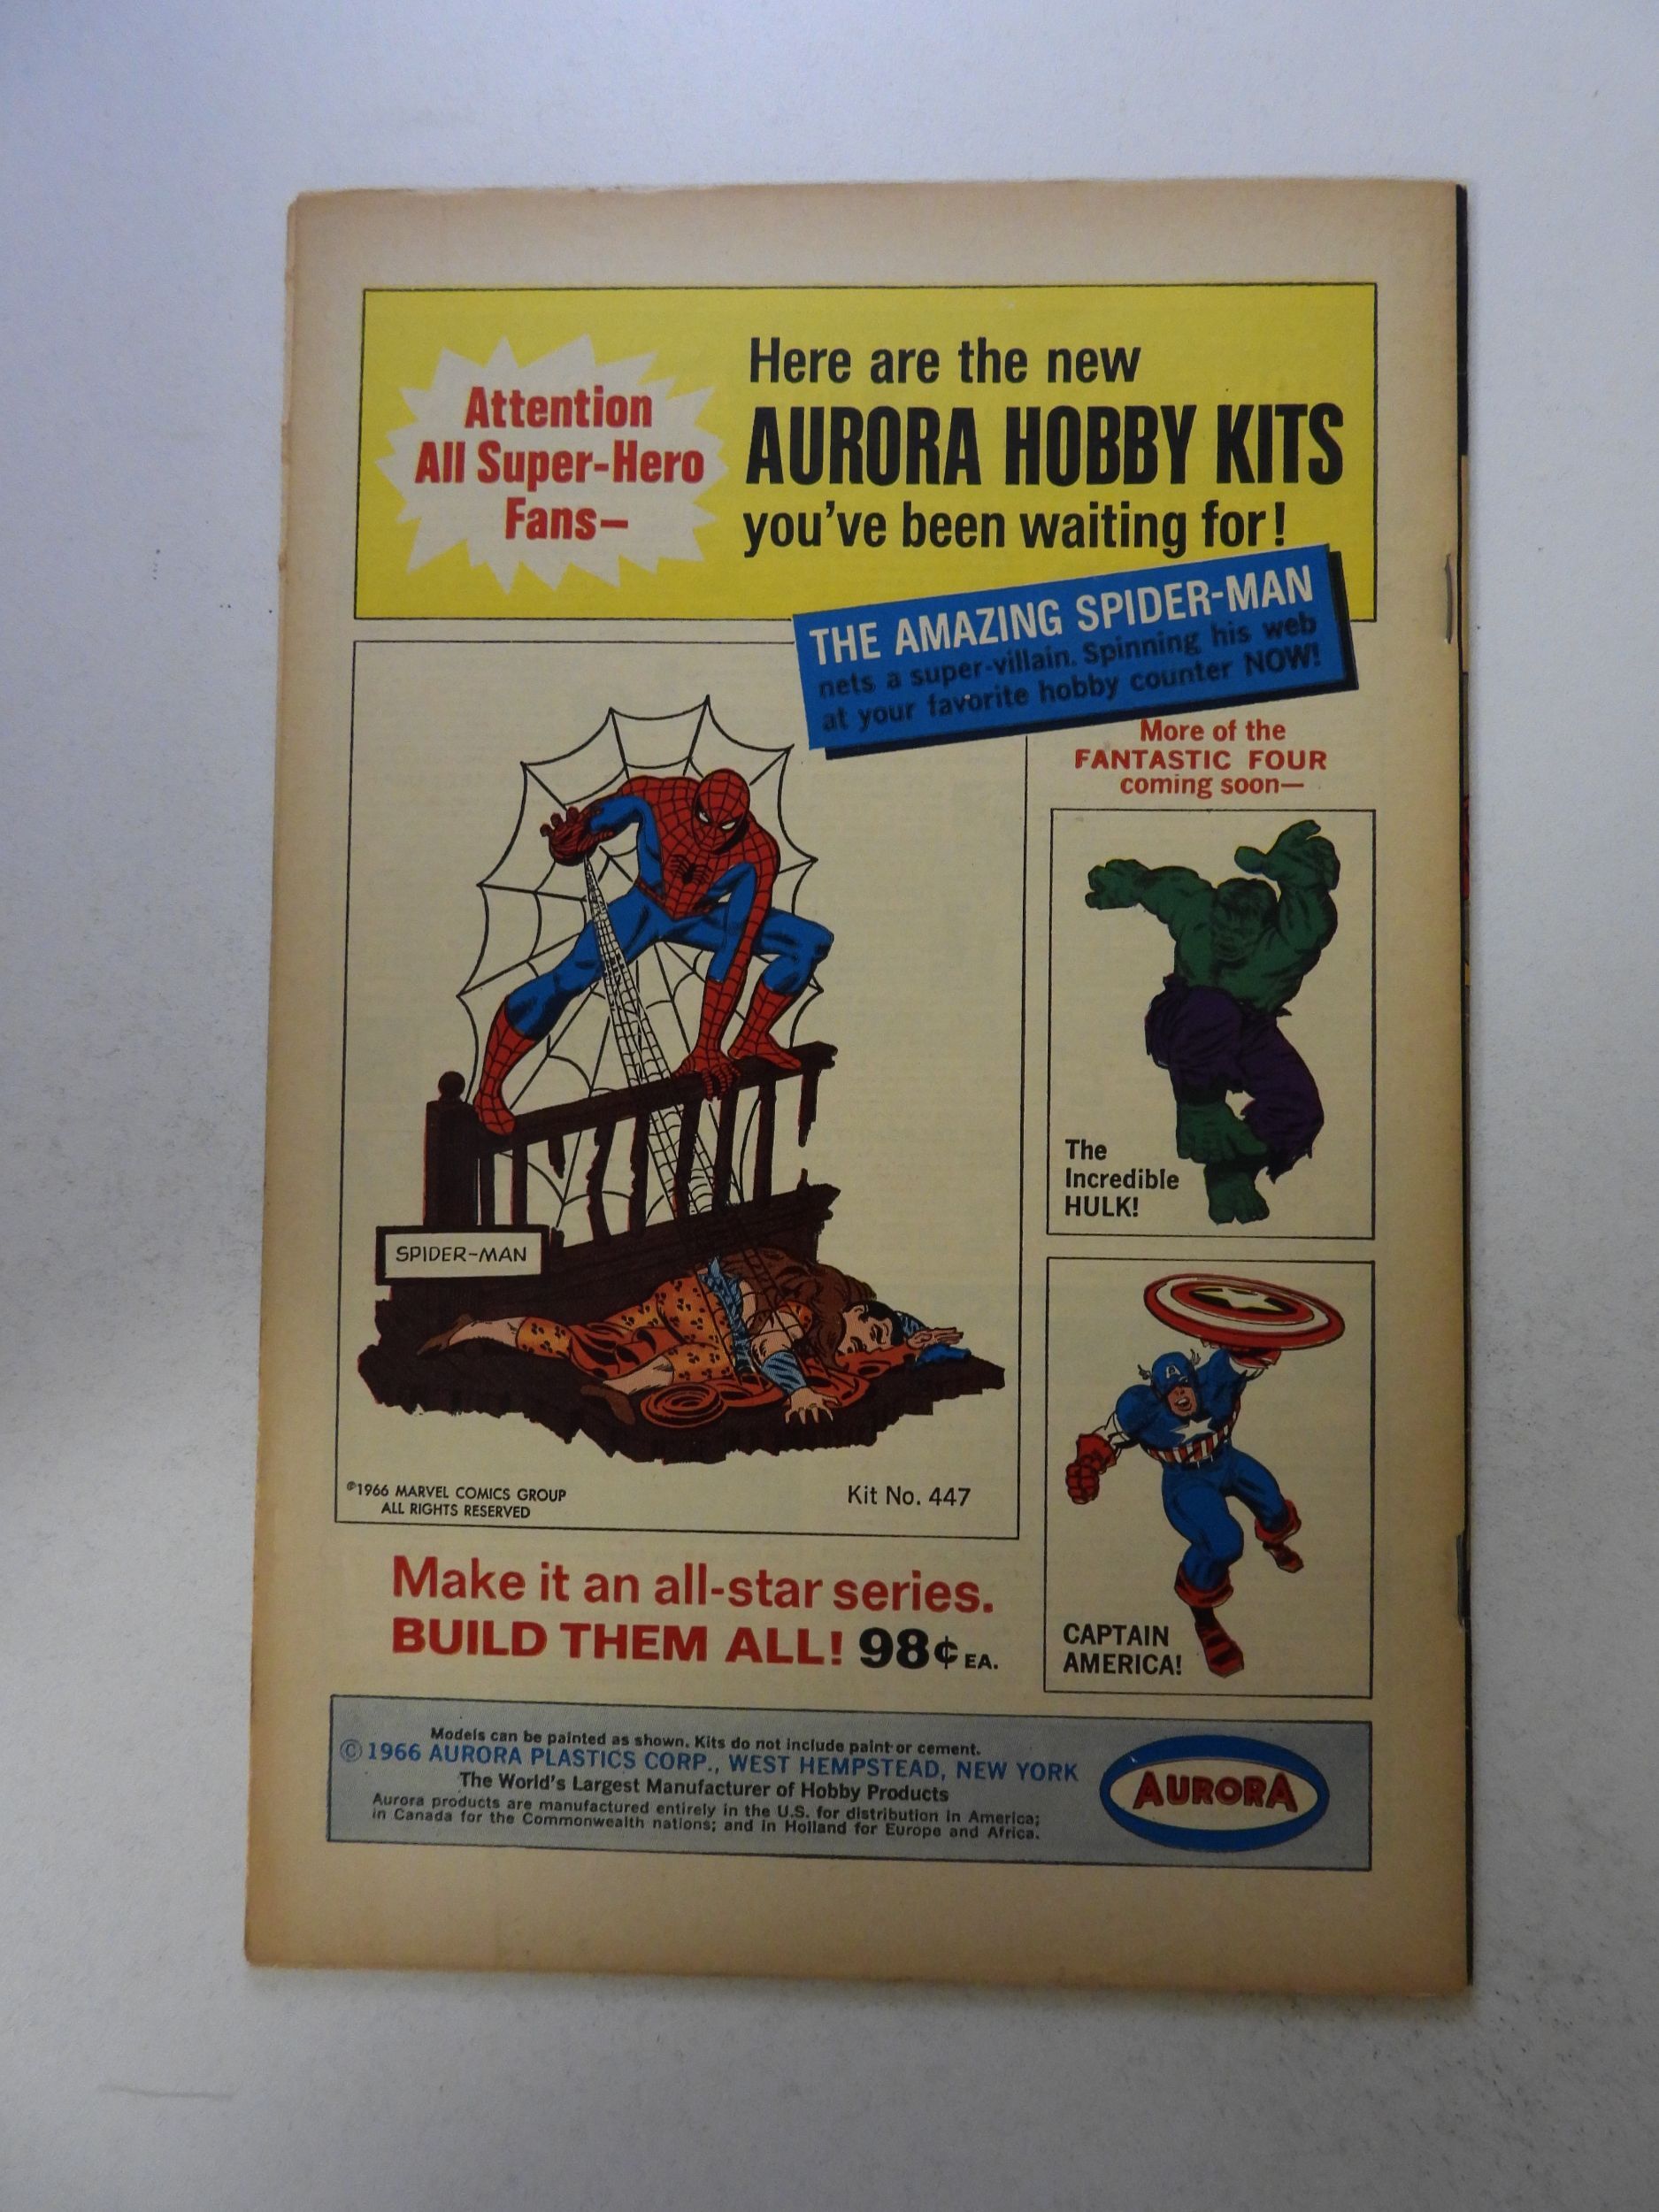 Attention
All Super-Hero
Fans—
Here are the new
AURORA HOBBY KITS
you've been waiting for!
THE AMAZING SPIDER-MAN
nets a super-villain. Spinning his web
at your favorite hobby counter NOW!
More of the
FANTASTIC FOUR
coming soon—
The
Incredible
HULK!
SPIDER-MAN
©1966 MARVEL COMICS GROUP
ALL RIGHTS RESERVED
Kit No. 447
A
CAPTAIN
AMERICA!
Make it an all-star series.
BUILD THEM ALL! 98¢ EA.
Models can be painted as shown. Kits do not include paint or cement.
© 1966 AURORA PLASTICS CORP., WEST HEMPSTEAD, NEW YORK
The World's Largest Manufacturer of Hobby Products
Aurora products are manufactured entirely in the U.S. for distribution in America;
in Canada for the Commonwealth nations; and in Holland for Europe and Africa.
AURORA